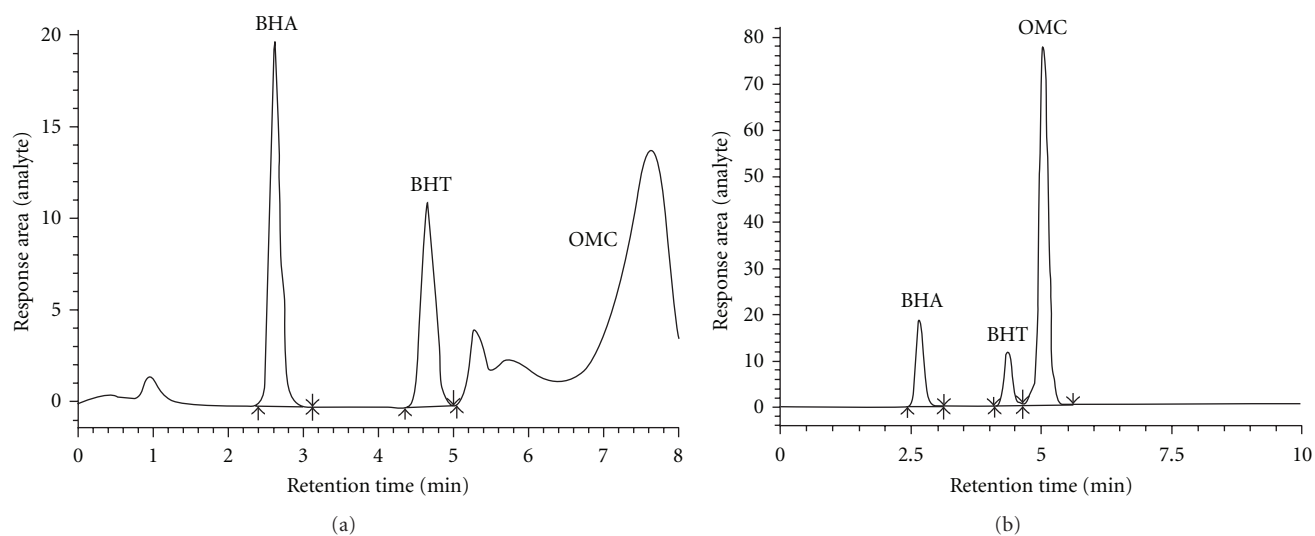 BHA
20
15
10
5
0
Response area (analyte)
BHT
OMC
0 1 2 3 4 5 6 7 8
Retention time (min)
(a)
OMC
80
70
60
50
40
30
20
10
0
Response area (analyte)
BHA
BHT
0 2.5 5 7.5 10
Retention time (min)
(b)